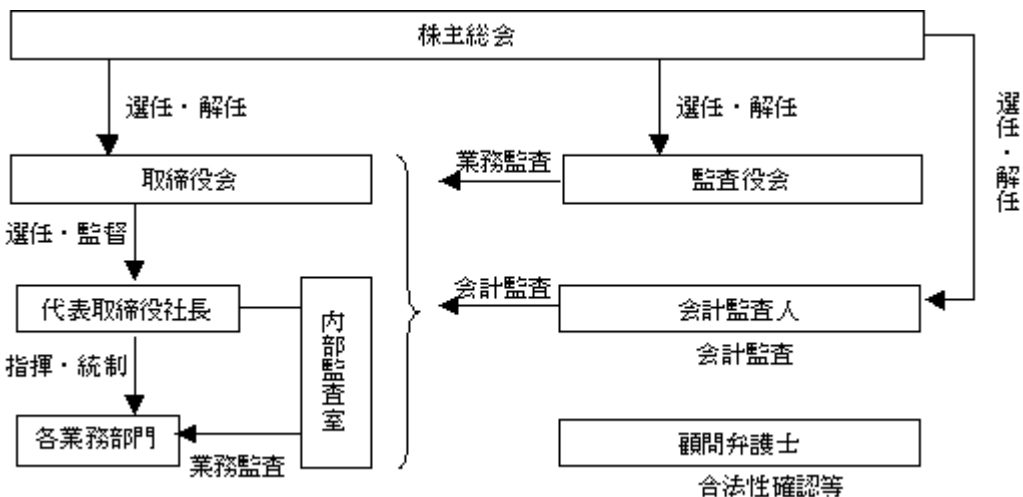 株主総会
選任・解任
選任・解任
選任・解任
取締役会
業務監査
監査役会
選任・監督
代表取締役社長
内部監査室
会計監査
会計監査人
会計監査
指揮・統制
各業務部門
業務監査
顧問弁護士
合法性確認等